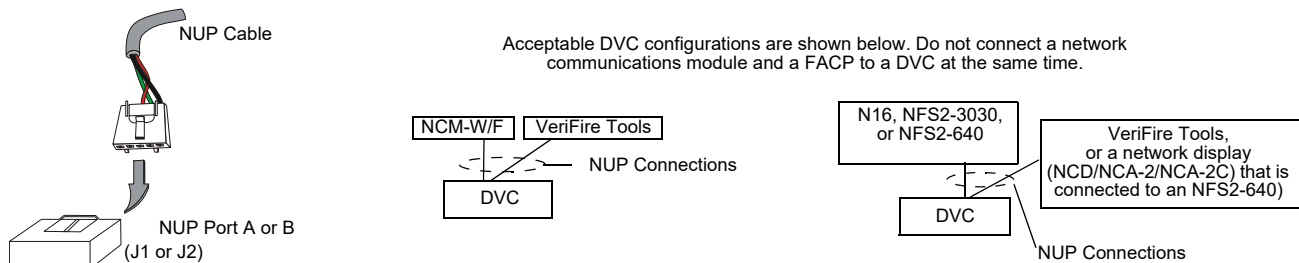 NUP Cable
NUP Port A or B
(J1 or J2)
Acceptable DVC configurations are shown below. Do not connect a network
communications module and a FACP to a DVC at the same time.
NCM-W/F
VeriFire Tools
NUP Connections
DVC
N16, NFS2-3030,
or NFS2-640
VeriFire Tools,
or a network display
(NCD/NCA-2/NCA-2C) that is
connected to an NFS2-640)
DVC
NUP Connections